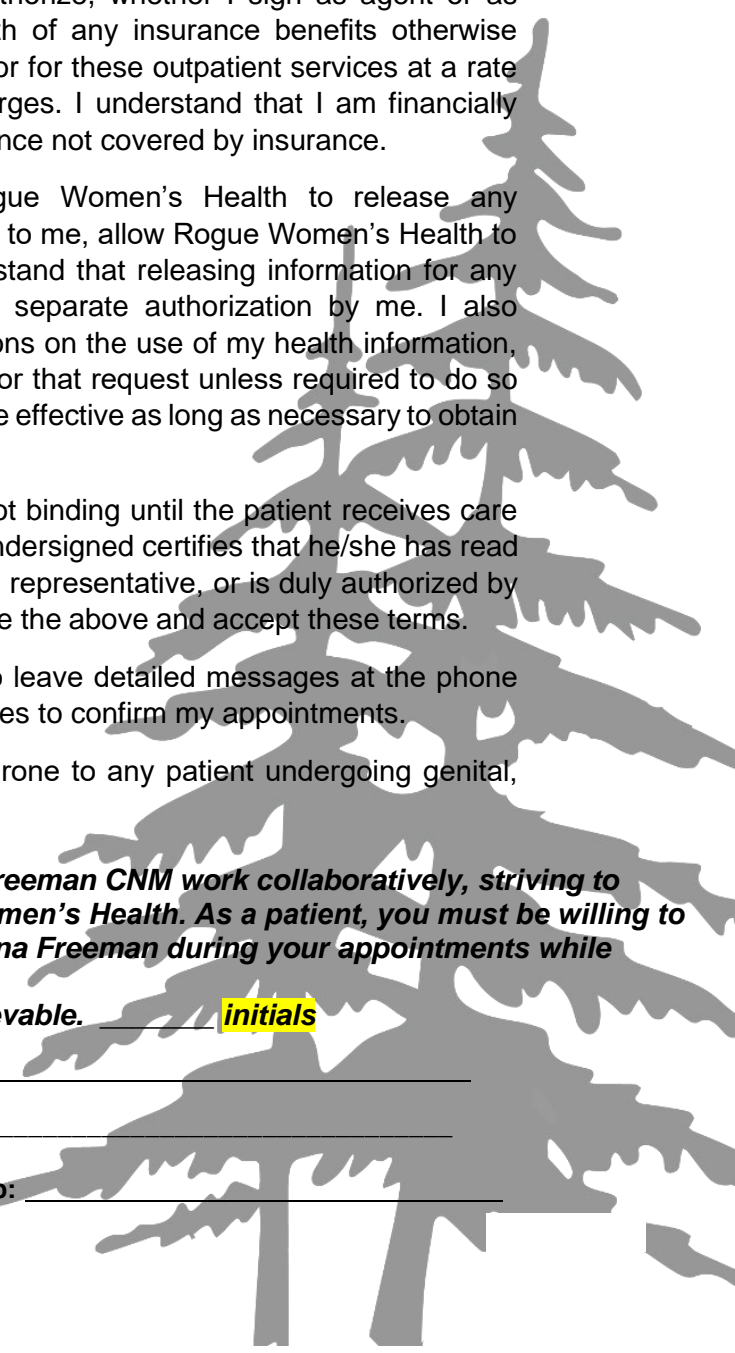 whether I sign as agent or as
th of any insurance benefits otherwise
or for these outpatient services at a rate
rges. I understand that I am financially
nce not covered by insurance.
gue Women's Health to release any
to me, allow Rogue Women's Health to
stand that releasing information for any
separate authorization by me. I also
ons on the use of my health information,
or that request unless required to do so
e effective as long as necessary to obtain
ot binding until the patient receives care
ndersigned certifies that he/she has read
representative, or is duly authorized by
e the above and accept these terms.
o leave detailed messages at the phone
es to confirm my appointments.
rone to any patient undergoing genital,
reeman CNM work collaboratively, striving to
men's Health. As a patient, you must be willing to
na Freeman during your appointments while
evable. _______ initials
p: